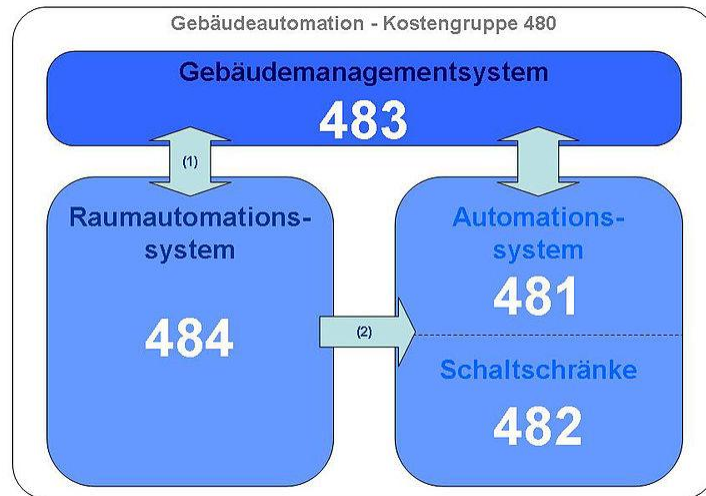 Gebäudeautomation - Kostengruppe 480
Gebäudemanagementsystem
483
(1)
Raumautomations-
system
484
(2)
Automations-
system
481
Schaltschränke
482